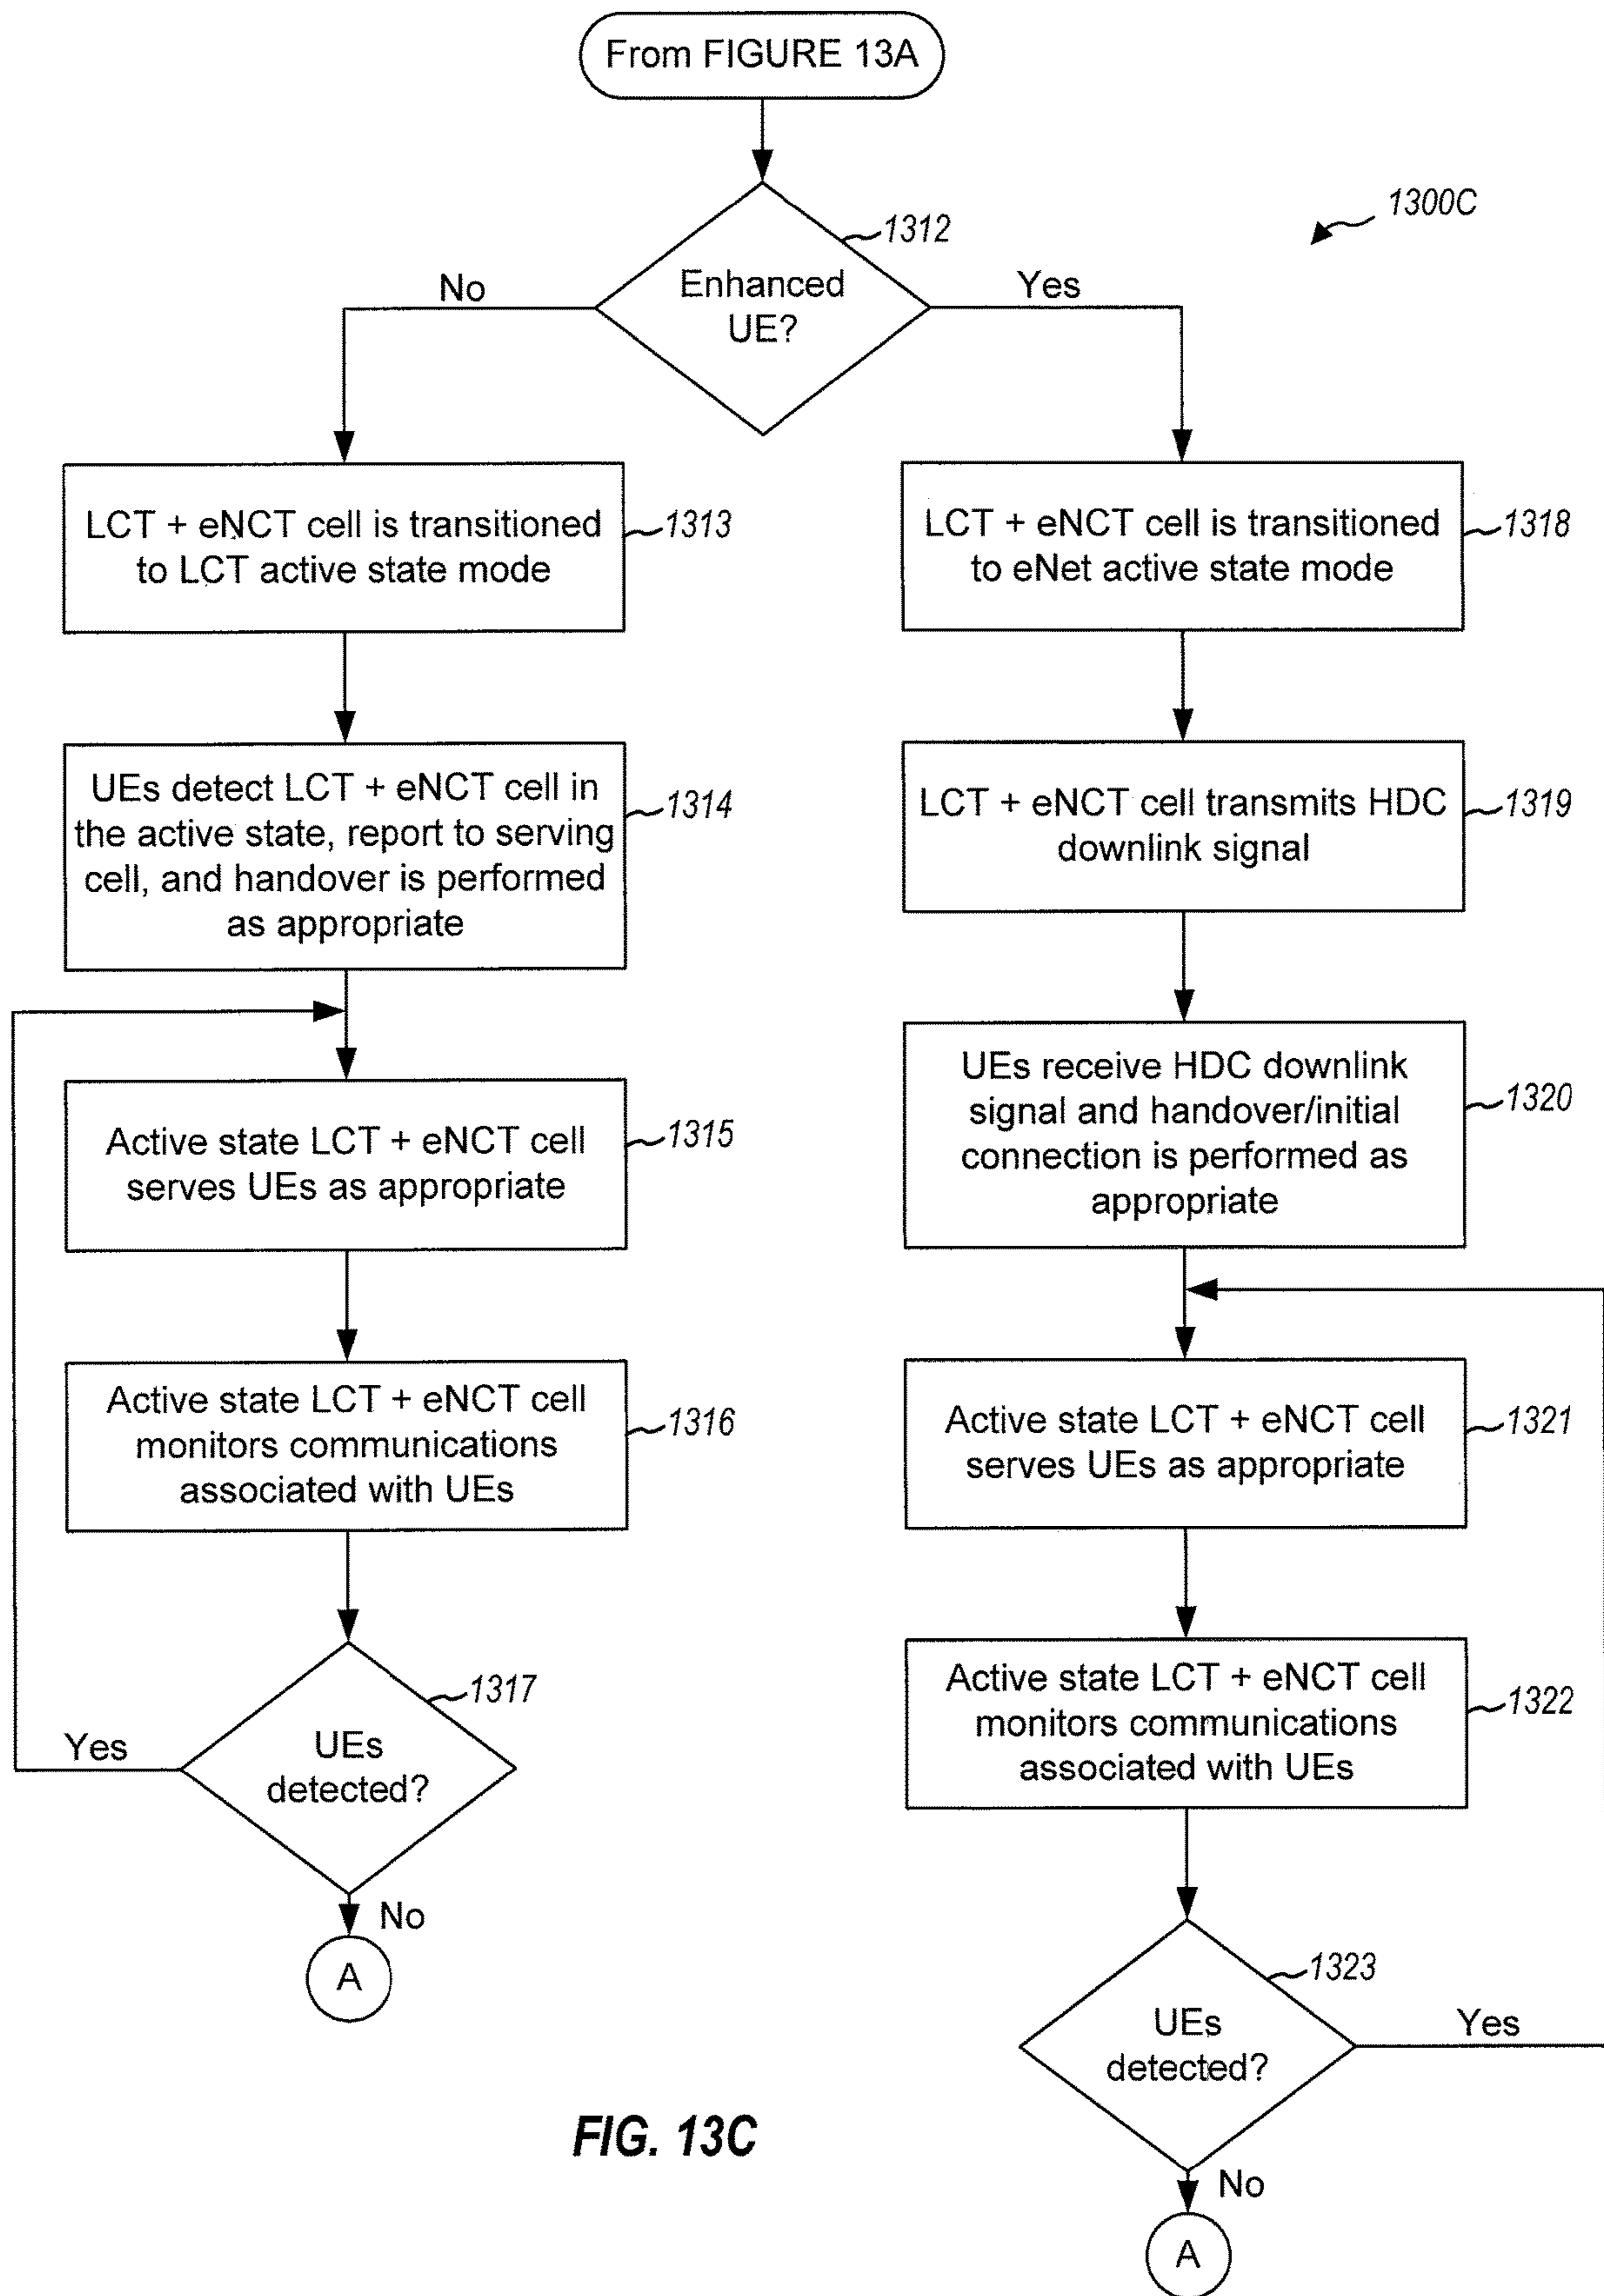 From FIGURE 13A
1300C
1312
Enhanced
UE?
No
Yes
LCT + eNCT cell is transitioned
to LCT active state mode
1313
UEs detect LCT + eNCT cell in
the active state, report to serving
cell, and handover is performed
as appropriate
1314
Active state LCT + eNCT cell
serves UEs as appropriate
1315
Active state LCT + eNCT cell
monitors communications
associated with UEs
1316
1317
UEs
detected?
Yes
No
A
LCT + eNCT cell is transitioned
to eNet active state mode
1318
LCT + eNCT cell transmits HDC
downlink signal
1319
UEs receive HDC downlink
signal and handover/initial
connection is performed as
appropriate
1320
Active state LCT + eNCT cell
serves UEs as appropriate
1321
Active state LCT + eNCT cell
monitors communications
associated with UEs
1322
1323
UEs
detected?
Yes
No
A
FIG. 13C